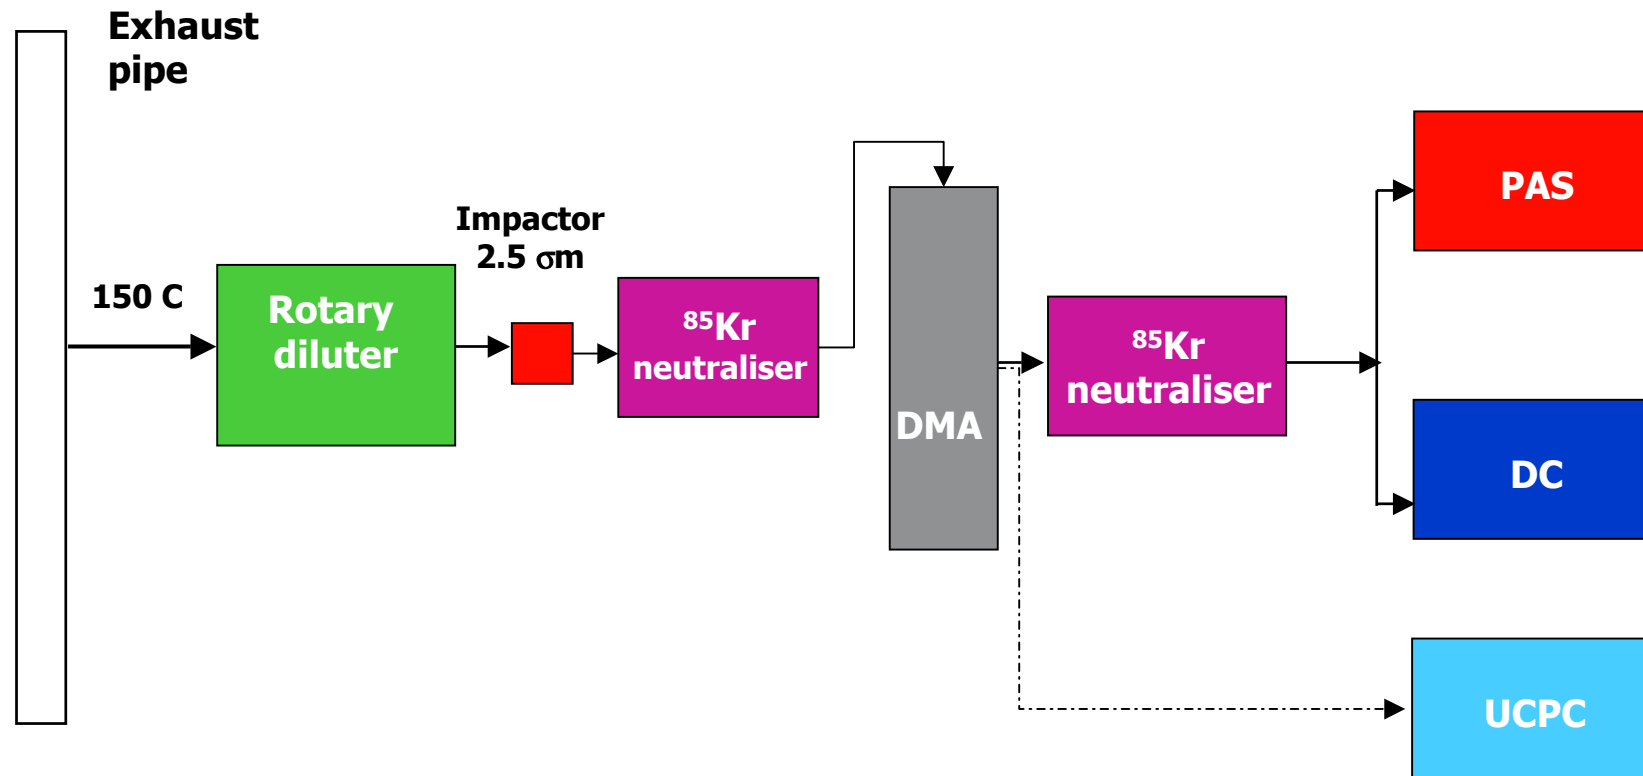 Exhaust
pipe
150 C
Rotary
diluter
Impactor
2.5 σm
⁸⁵Kr
neutraliser
DMA
⁸⁵Kr
neutraliser
PAS
DC
UCPC